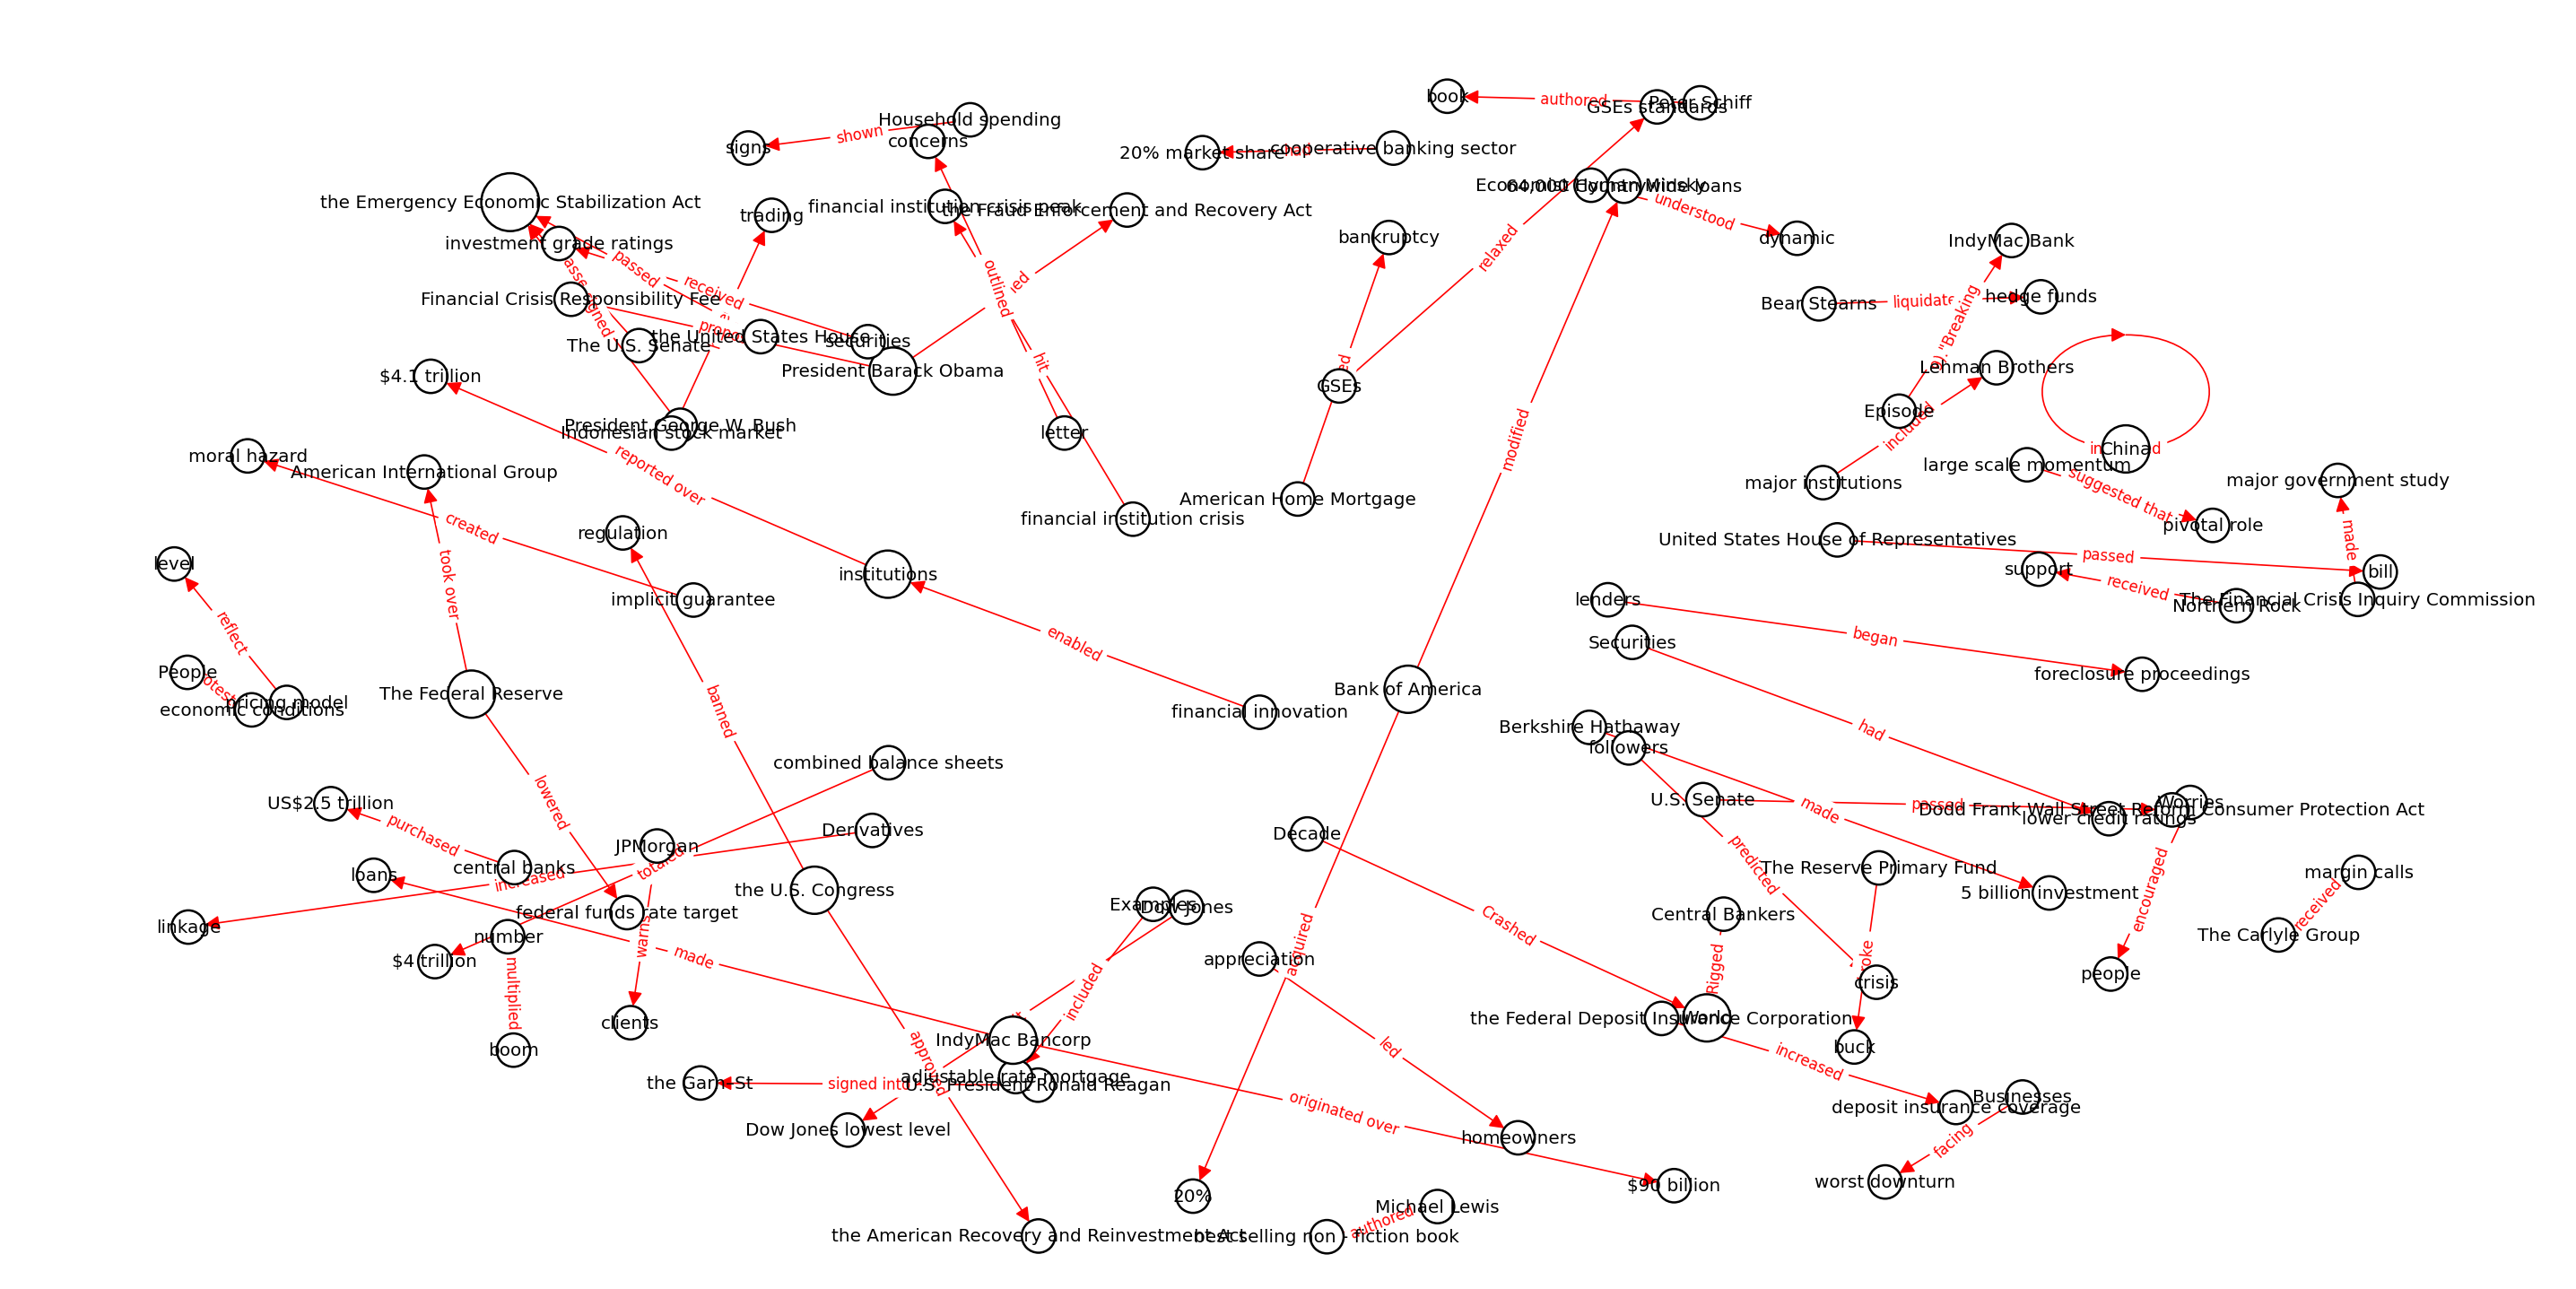 book
authored
Peter Schiff
GSEs standards
Household spending
shown
signs
concerns
20% market share
had
cooperative banking sector
Economist Hyman Minsky
64,000 Countrywide loans
understood
dynamic
the Emergency Economic Stabilization Act
trading
financial institution crisis peak
the Fraud Enforcement and Recovery Act
bankruptcy
IndyMac Bank
investment grade ratings
passed
received
outlined
relaxed
Financial Crisis Responsibility Fee
Bear Stearns
hedge funds
"Breaking
The U.S. Senate
the United States House
securities
President Barack Obama
hit
$4.1 trillion
GSEs
Lehman Brothers
Episode
included
President George W. Bush
Indonesian stock market
letter
modified
China
moral hazard
American International Group
reported over
large scale momentum
suggested that
major institutions
major government study
American Home Mortgage
financial institution crisis
created
regulation
pivotal role
United States House of Representatives
passed
made
level
took over
institutions
support
received
bill
implicit guarantee
lenders
Northern Rock
The Financial Crisis Inquiry Commission
reflect
enabled
began
Securities
People
pricing model
economic conditions
The Federal Reserve
banned
foreclosure proceedings
Bank of America
financial innovation
Berkshire Hathaway
followers
had
combined balance sheets
US$2.5 trillion
purchased
lowered
U.S. Senate
made
passed
Worries
Dodd Frank Wall Street Reform Consumer Protection Act
lower credit ratings
Derivatives
Decade
JPMorgan
totaled
central banks
increased
loans
predicted
The Reserve Primary Fund
encouraged
margin calls
the U.S. Congress
5 billion investment
received
Examples
Dow Jones
Central Bankers
federal funds rate target
linkage
Crashed
number
warns
The Carlyle Group
$4 trillion
made
acquired
appreciation
Rigged
people
crisis
multiplied
included
clients
the Federal Deposit Insurance Corporation
World
boom
IndyMac Bancorp
led
increased
buck
approved
adjustable rate mortgage
the Garn-St
signed into
U.S. President Ronald Reagan
Businesses
deposit insurance coverage
originated over
Dow Jones lowest level
homeowners
facing
worst downturn
20%
$90 billion
Michael Lewis
authored
the American Recovery and Reinvestment Act
best selling non - fiction book